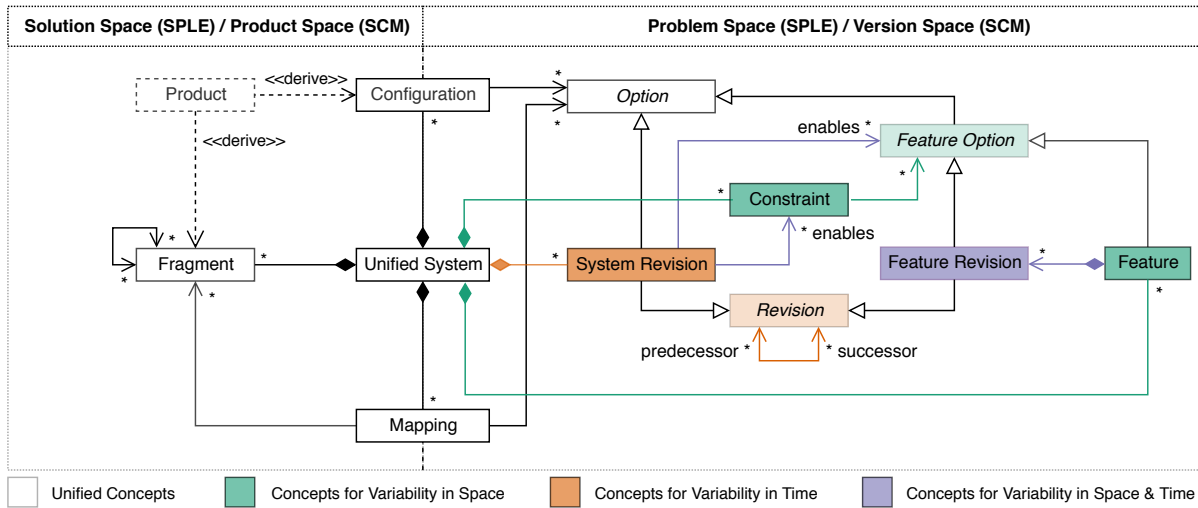 Solution Space (SPLE) / Product Space (SCM)
Problem Space (SPLE) / Version Space (SCM)
Product
<<derive>>
Configuration
*
Option
*
*
<<derive>>
*
enables *
Feature Option
*
*
Constraint
* enables
Fragment
*
*
*
*
Unified System
*
System Revision
Feature Revision
*
Feature
*
Revision
predecessor *
* successor
*
Mapping
Unified Concepts
Concepts for Variability in Space
Concepts for Variability in Time
Concepts for Variability in Space & Time